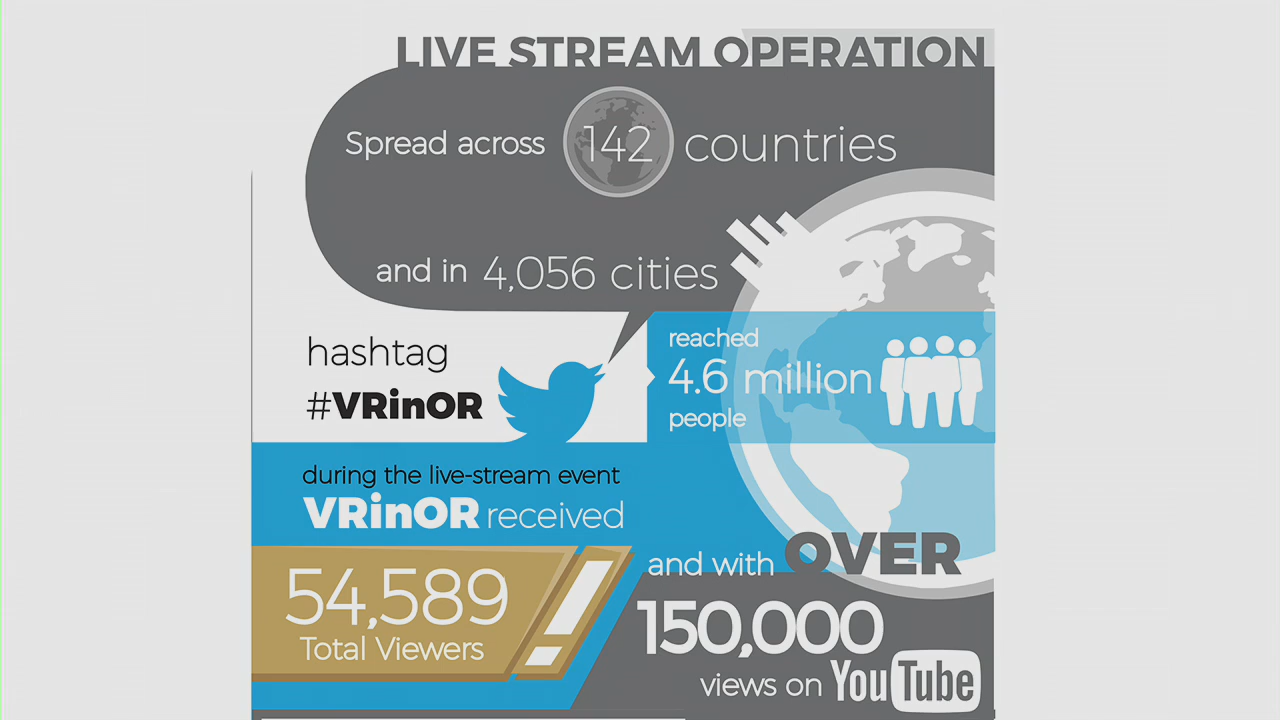 LIVE STREAM OPERATION
Spread across 142 countries
and in 4,056 cities
hashtag
#VRinOR
reached
4.6 million
people
during the live-stream event
VRinOR received
54,589
Total Viewers
and with OVER
150,000
views on YouTube